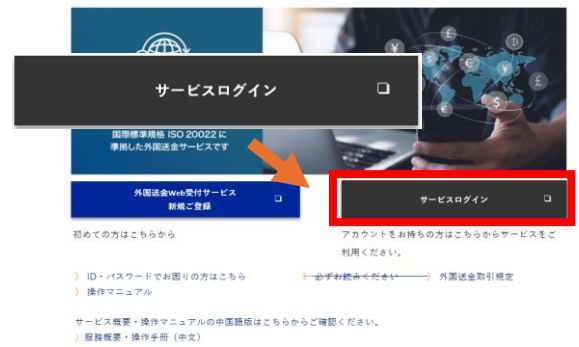 サービスログイン
国際標準規格 ISO 20022 に
準拠した外国送金サービスです
外国送金Web受付サービス
新規ご登録
サービスログイン
初めての方はこちらから
アカウントをお持ちの方はこちらからサービスをご
利用ください。
〉 ID・パスワードでお困りの方はこちら
〉 必ずお読みください
〉 外国送金取引規定
〉 操作マニュアル
サービス概要・操作マニュアルの中国語版はこちらからご確認ください。
〉 服務概要・操作手冊（中文）